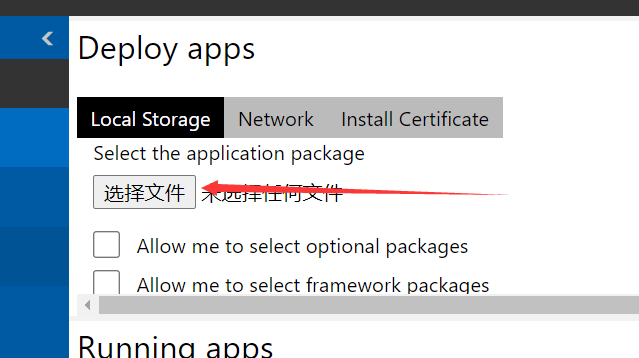 Deploy apps
Local Storage Network Install Certificate
Select the application package
选择文件 未选择任何文件
Allow me to select optional packages
Allow me to select framework packages
Running apps